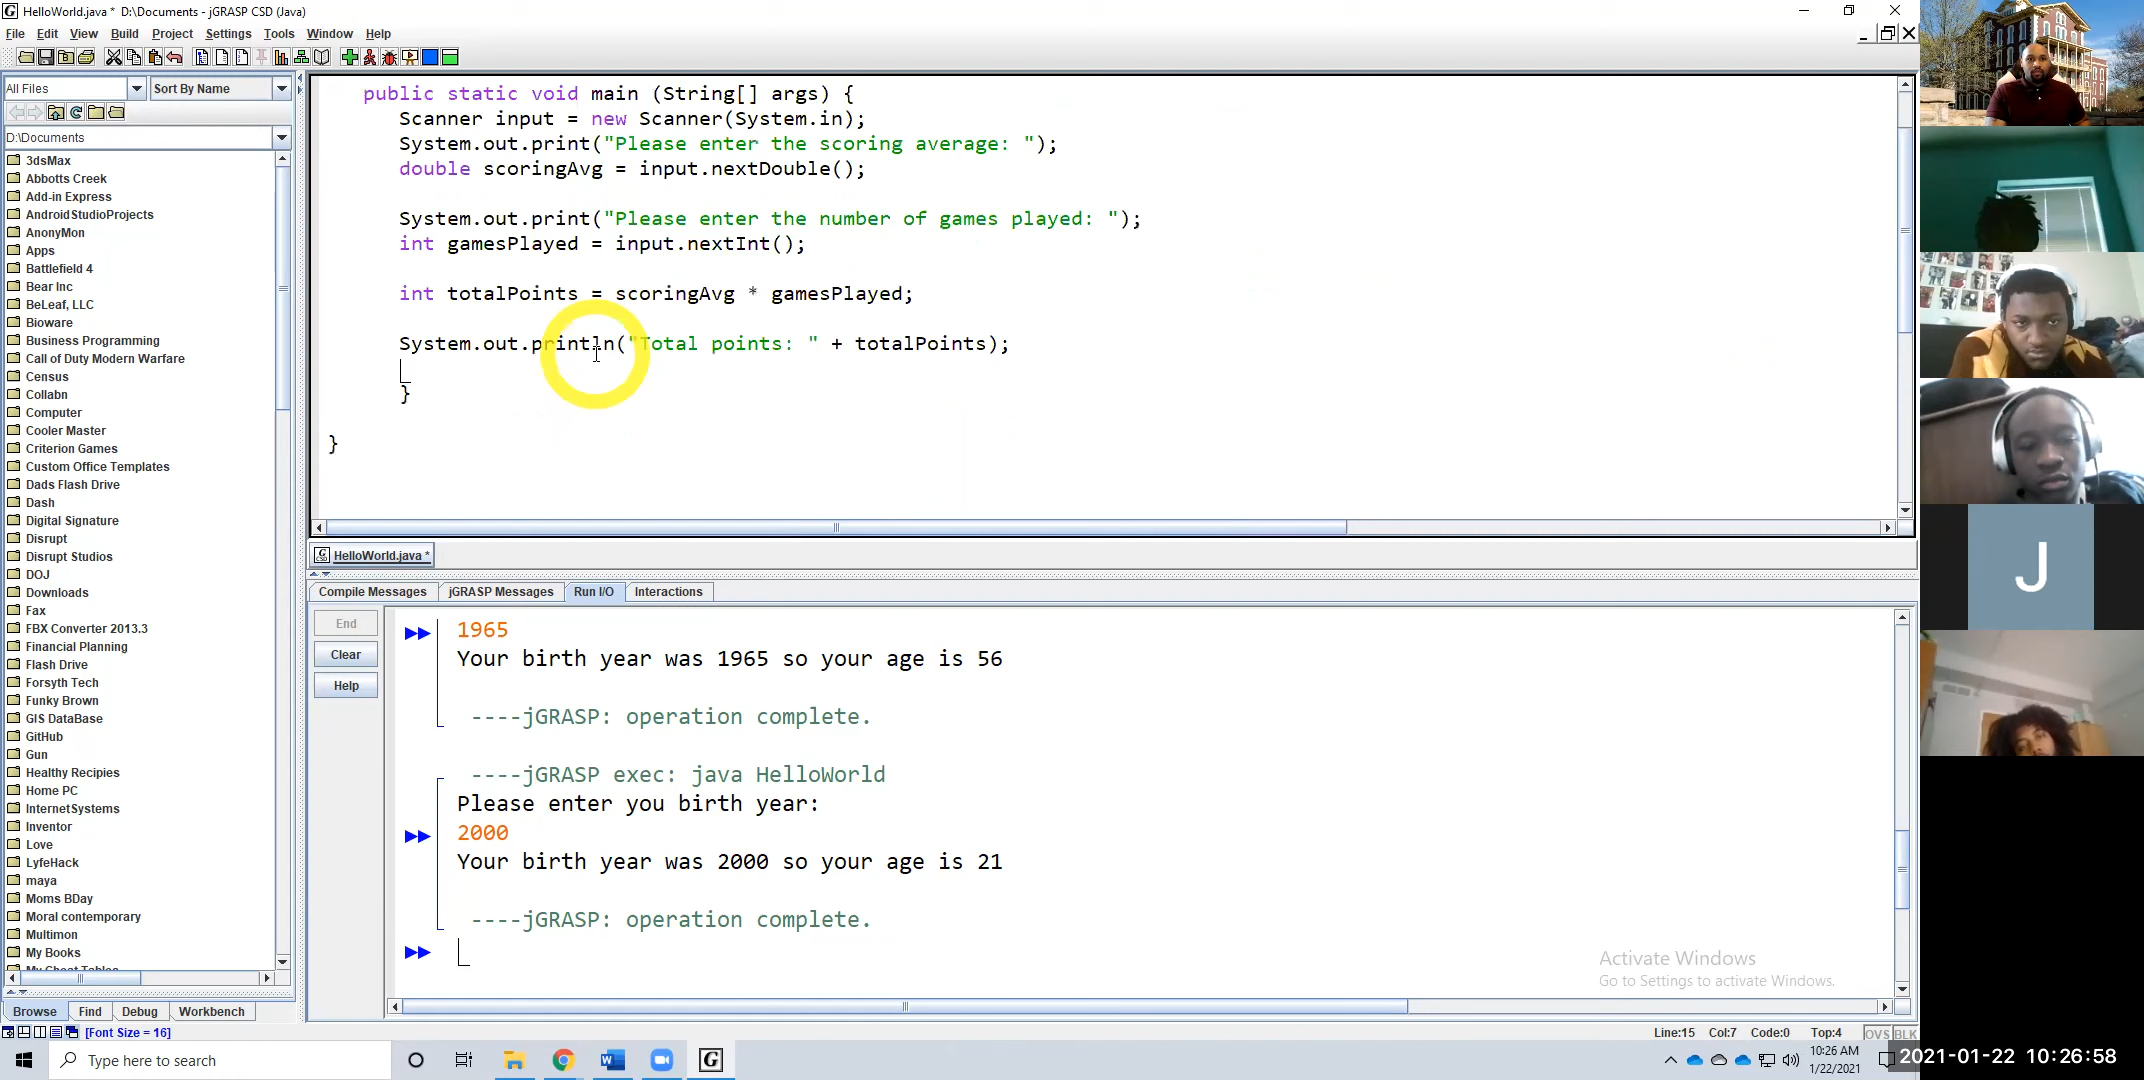 HelloWorld.java * D:\Documents - jGRASP CSD (Java)
File Edit View Build Project Settings Tools Window Help
All Files Sort By Name
D:\Documents
3dsMax
Abbotts Creek
Add-in Express
AndroidStudioProjects
AnonyMon
Apps
Battlefield 4
Bear Inc
BeLeaf, LLC
Bioware
Business Programming
Call of Duty Modern Warfare
Census
Collabn
Computer
Cooler Master
Criterion Games
Custom Office Templates
Dads Flash Drive
Dash
Digital Signature
Disrupt
Disrupt Studios
DOJ
Downloads
Fax
FBX Converter 2013.3
Financial Planning
Flash Drive
Forsyth Tech
Funky Brown
GIS DataBase
GitHub
Gun
Healthy Recipies
Home PC
InternetSystems
Inventor
Love
LyfeHack
maya
Moms BDay
Moral contemporary
Multimon
My Books
My Cheat Tables
Browse Find Debug Workbench
[Font Size = 16]
public static void main (String[] args) {
Scanner input = new Scanner(System.in);
System.out.print("Please enter the scoring average: ");
double scoringAvg = input.nextDouble();
System.out.print("Please enter the number of games played: ");
int gamesPlayed = input.nextInt();
int totalPoints = scoringAvg * gamesPlayed;
System.out.println("Total points: " + totalPoints);
}
}
HelloWorld.java *
Compile Messages jGRASP Messages Run I/O Interactions
End
Clear
Help
1965
Your birth year was 1965 so your age is 56
----jGRASP: operation complete.
----jGRASP exec: java HelloWorld
Please enter you birth year:
2000
Your birth year was 2000 so your age is 21
----jGRASP: operation complete.
Activate Windows
Go to Settings to activate Windows.
Line:15 Col:7 Code:0 Top:4 OVS BLK
Type here to search
10:26 AM
1/22/2021
2021-01-22 10:26:58
J